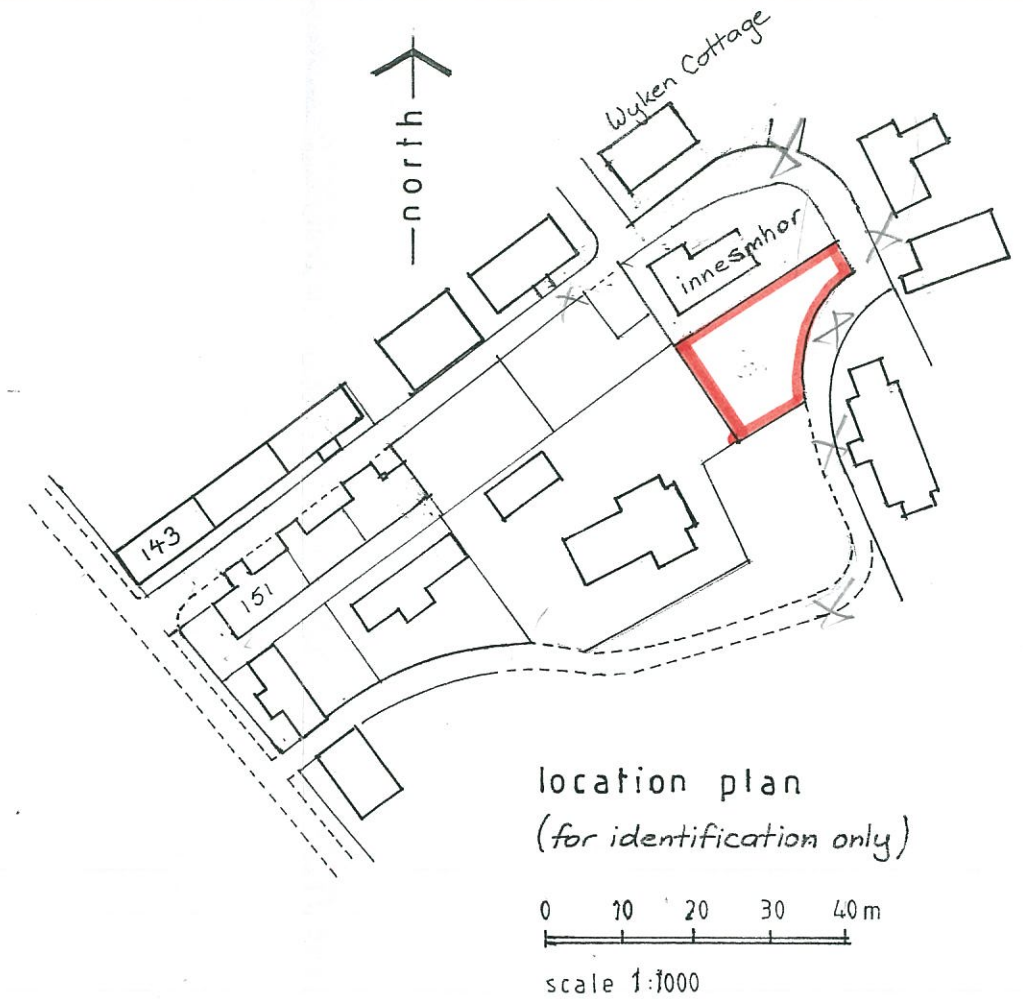 Wyken Cottage
north
innesmhor
143
151
location plan
(for identification only)
0 10 20 30 40m
scale 1:1000